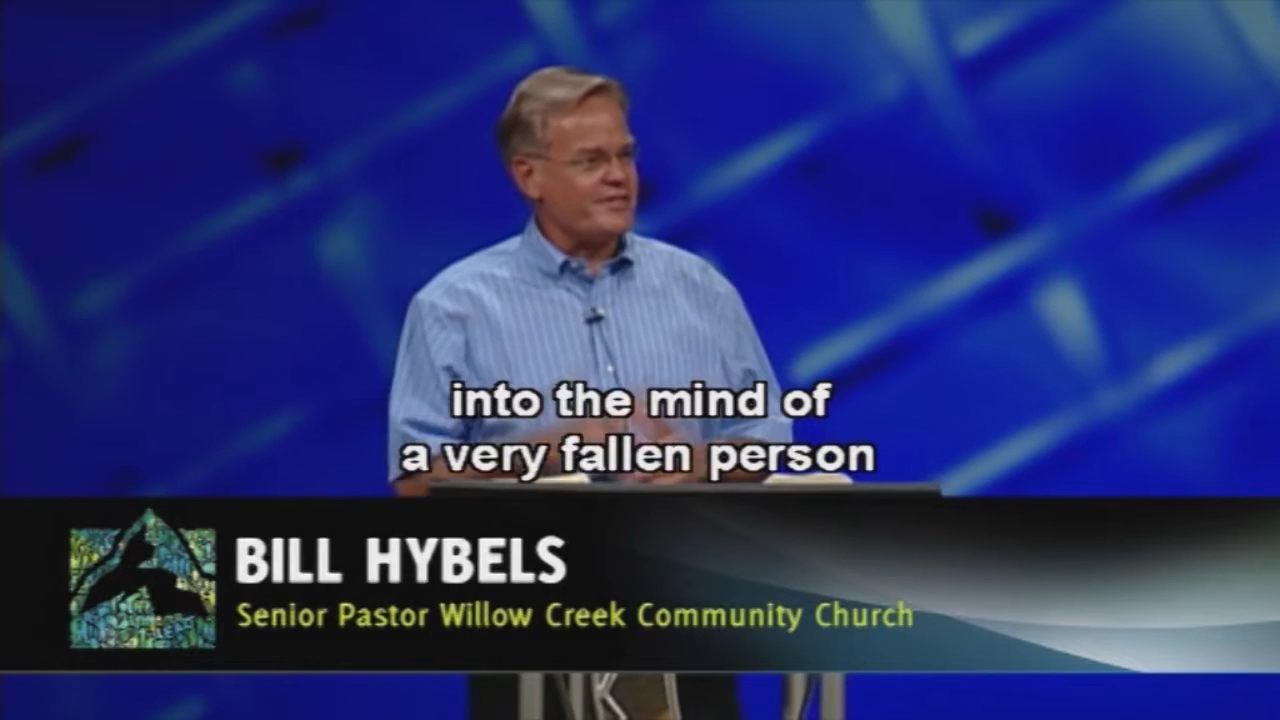 into the mind of
a very fallen person
BILL HYBELS
Senior Pastor Willow Creek Community Church